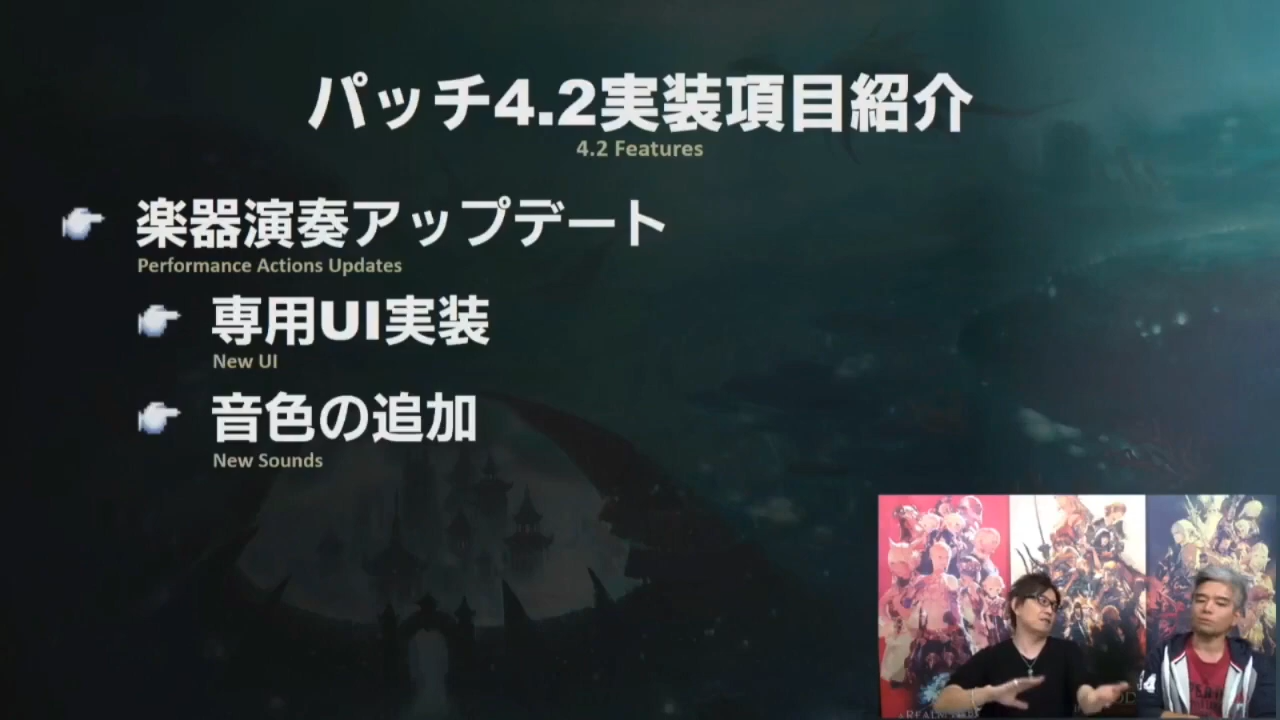 パッチ4.2実装項目紹介
4.2 Features
楽器演奏アップデート
Performance Actions Updates
専用UI実装
New UI
音色の追加
New Sounds